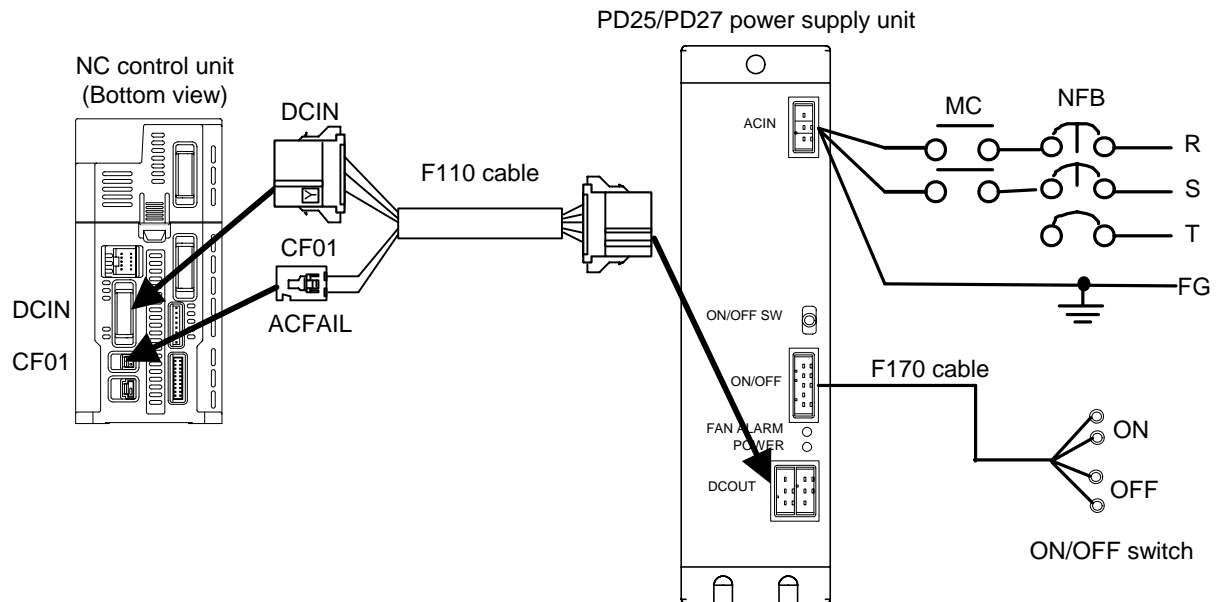 PD25/PD27 power supply unit
NC control unit
(Bottom view)
DCIN
F110 cable
CF01
ACFAIL
DCIN
CF01
ACIN
MC
NFB
R
S
T
FG
ON/OFF SW
ON/OFF
F170 cable
FAN ALARM
POWER
DCOUT
ON
OFF
ON/OFF switch